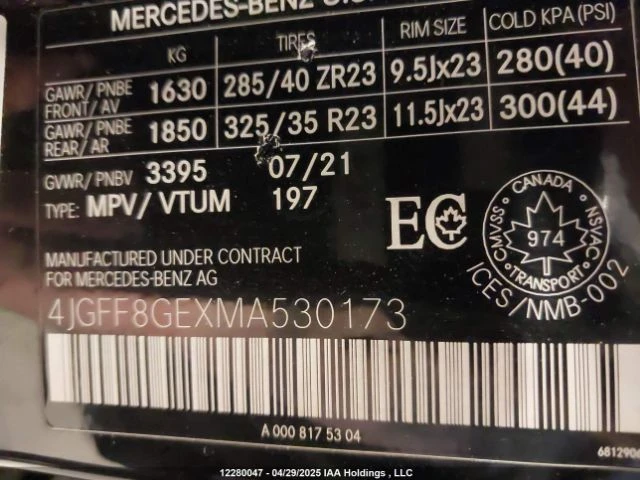 MERCEDES-BENZ
KG TIRES RIM SIZE COLD KPA(PSI)
GAWR/ PNBE FRONT/ AV 1630 285/40 ZR23 9.5Jx23 280(40)
GAWR/ PNBE REAR/ AR 1850 325/35 R23 11.5Jx23 300(44)
GVWR/ PNBV 3395 07/21
TYPE: MPV/ VTUM 197
EC
CANADA
CMVSS 974 NSVAC
TRANSPORT
ICES/NMB-002
MANUFACTURED UNDER CONTRACT
FOR MERCEDES-BENZ AG
4JGFF8GEXMA530173
A 000 817 53 04
12280047 - 04/29/2025 IAA Holdings , LLC